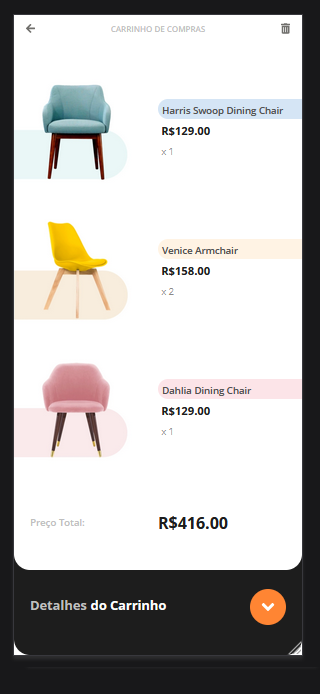 CARRINHO DE COMPRAS
Harris Swoop Dining Chair
R$129.00
x 1
Venice Armchair
R$158.00
x 2
Dahlia Dining Chair
R$129.00
x 1
Preço Total:
R$416.00
Detalhes do Carrinho